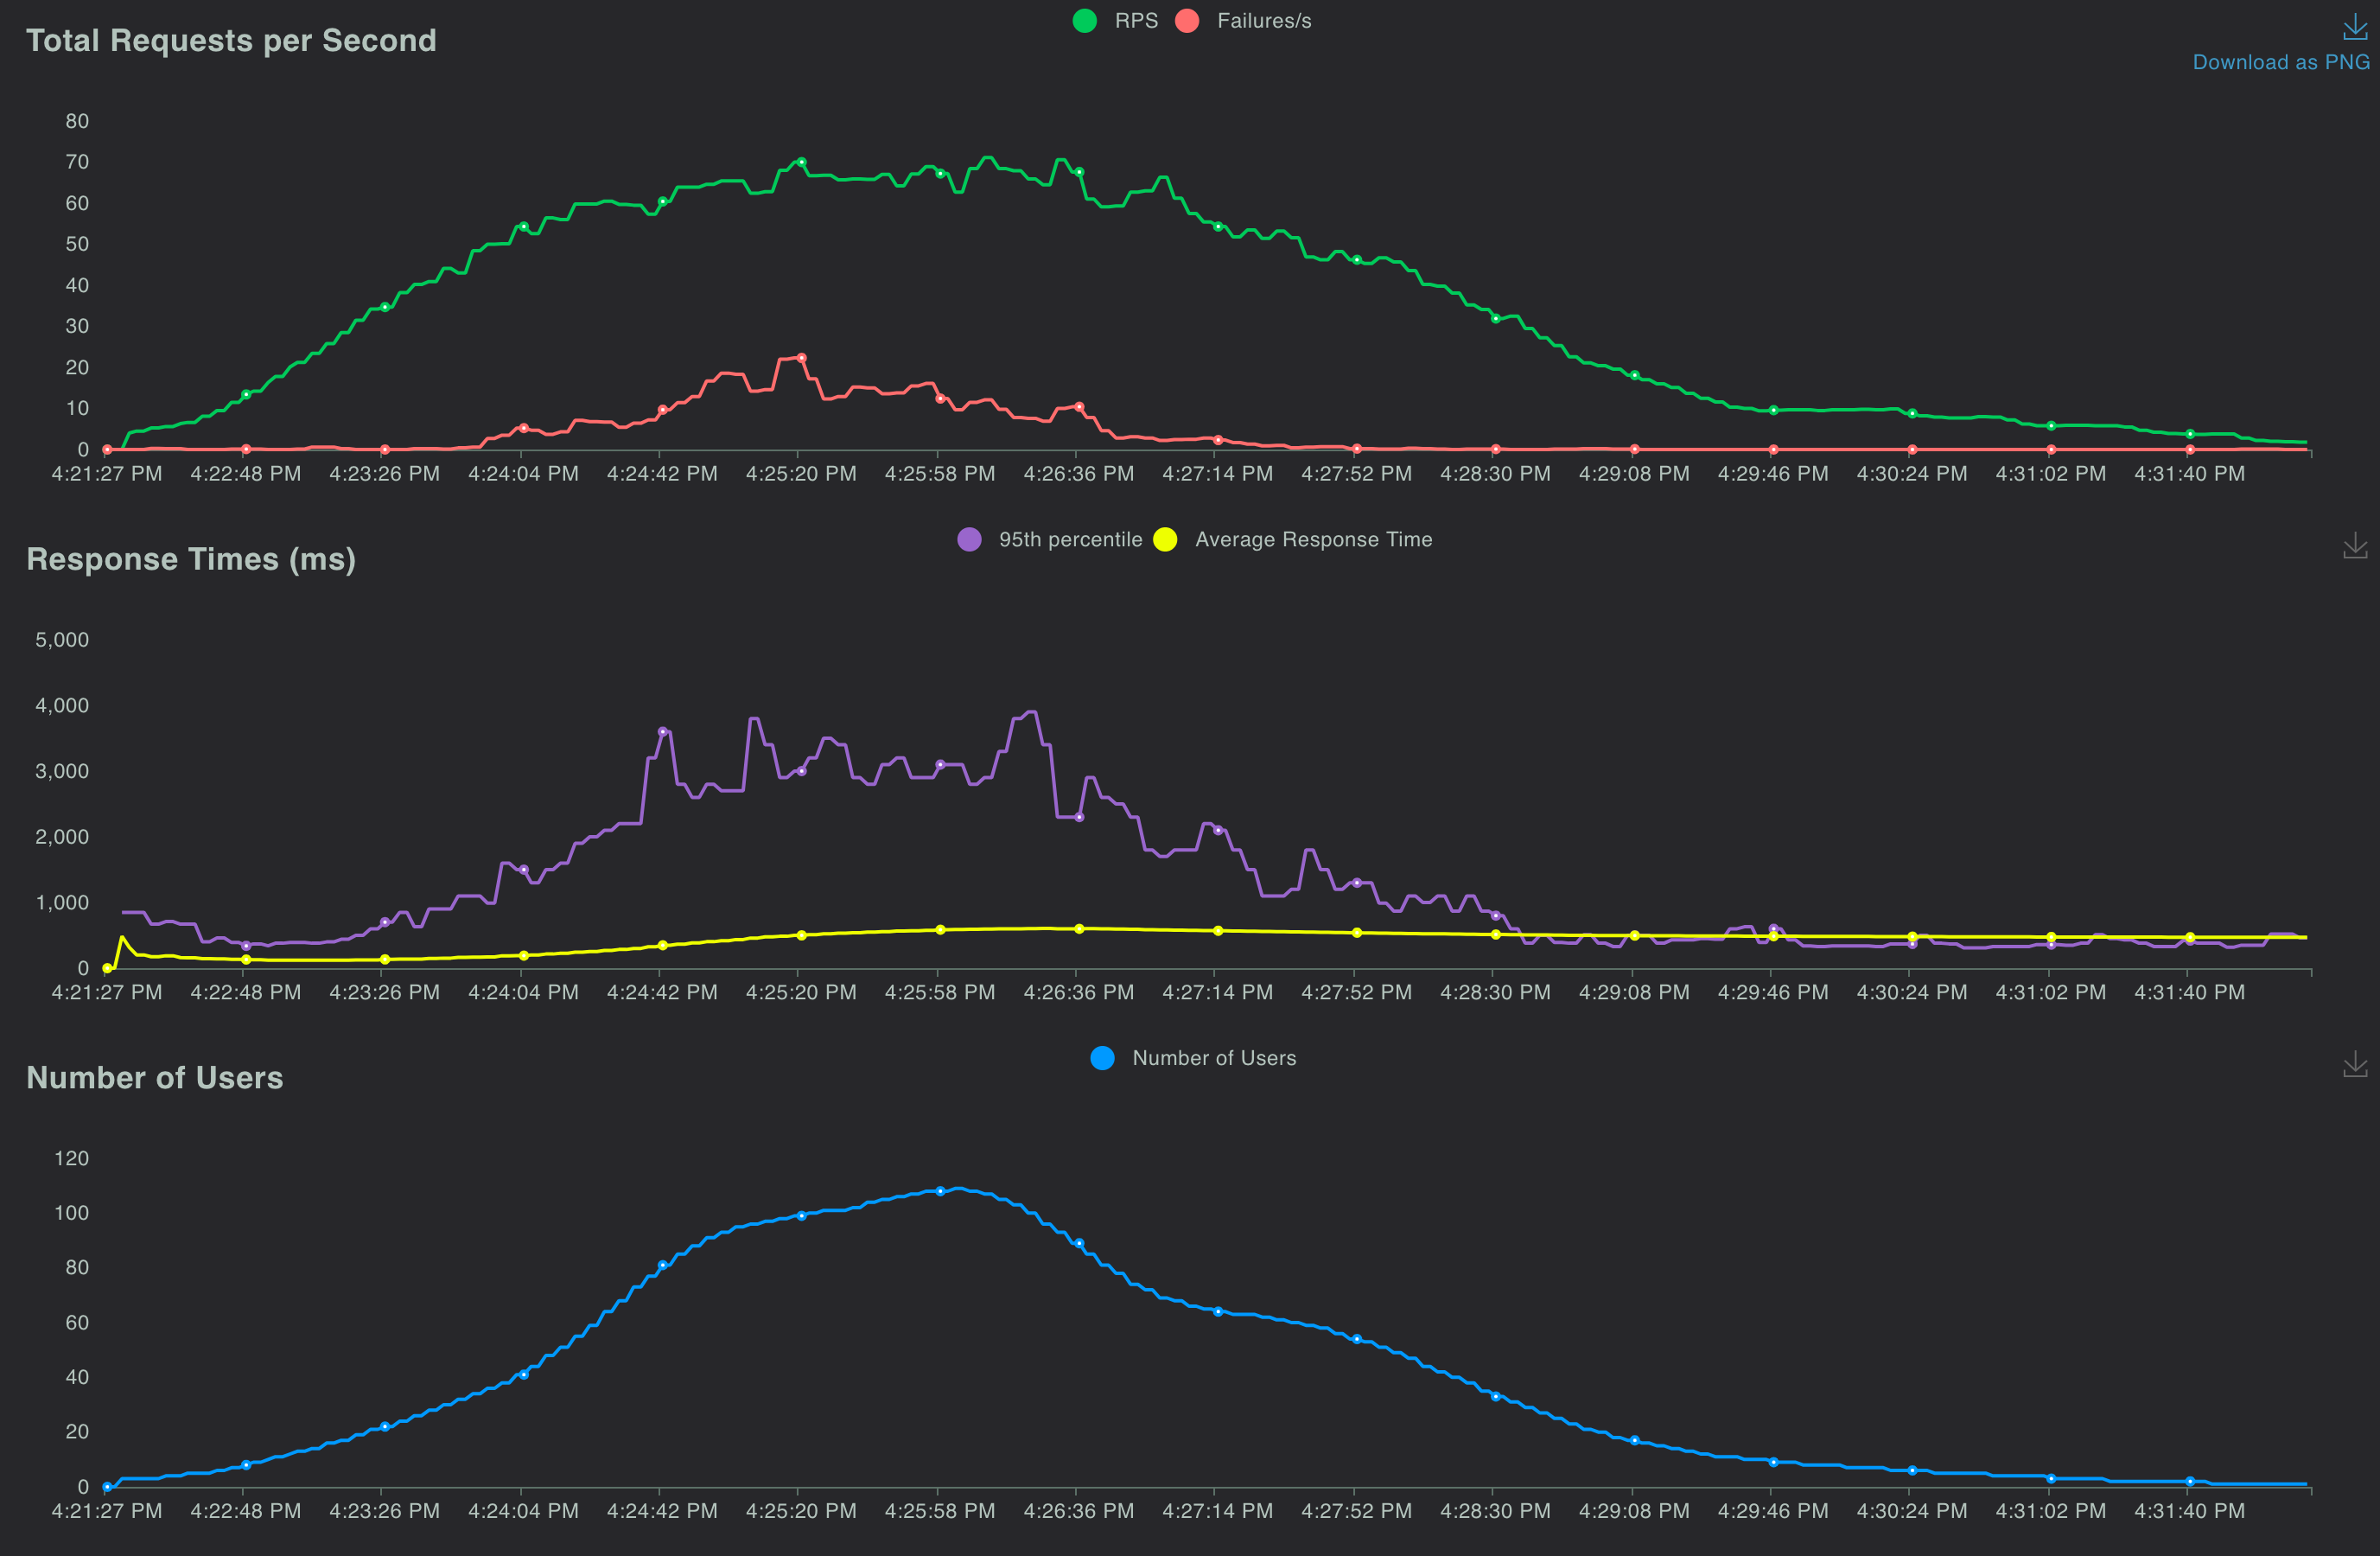 RPS Failures/s
Total Requests per Second
Download as PNG
80
70
60
50
40
30
20
10
0
4:21:27 PM 4:22:48 PM 4:23:26 PM 4:24:04 PM 4:24:42 PM 4:25:20 PM 4:25:58 PM 4:26:36 PM 4:27:14 PM 4:27:52 PM 4:28:30 PM 4:29:08 PM 4:29:46 PM 4:30:24 PM 4:31:02 PM 4:31:40 PM
95th percentile Average Response Time
Response Times (ms)
5,000
4,000
3,000
2,000
1,000
0
4:21:27 PM 4:22:48 PM 4:23:26 PM 4:24:04 PM 4:24:42 PM 4:25:20 PM 4:25:58 PM 4:26:36 PM 4:27:14 PM 4:27:52 PM 4:28:30 PM 4:29:08 PM 4:29:46 PM 4:30:24 PM 4:31:02 PM 4:31:40 PM
Number of Users
Number of Users
120
100
80
60
40
20
0
4:21:27 PM 4:22:48 PM 4:23:26 PM 4:24:04 PM 4:24:42 PM 4:25:20 PM 4:25:58 PM 4:26:36 PM 4:27:14 PM 4:27:52 PM 4:28:30 PM 4:29:08 PM 4:29:46 PM 4:30:24 PM 4:31:02 PM 4:31:40 PM